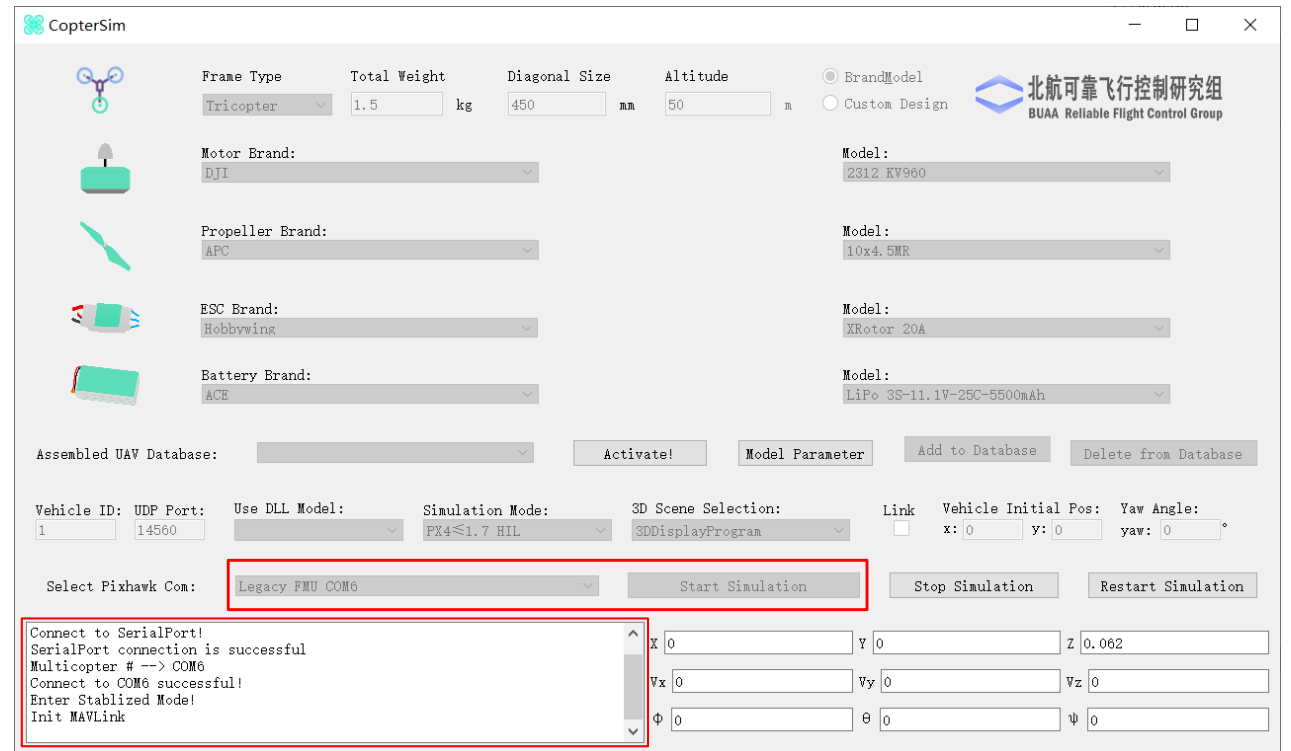 CopterSim
Frame Type Total Weight Diagonal Size Altitude BrandModel
Tricopter 1.5 kg 450 mm 50 m Custom Design
北航可靠飞行控制研究组
BUAA Reliable Flight Control Group
Motor Brand: Model:
DJI 2312 KV960
Propeller Brand: Model:
APC 10x4.5MR
ESC Brand: Model:
Hobbywing XRotor 20A
Battery Brand: Model:
ACE LiPo 3S-11.1V-25C-5500mAh
Assembled UAV Database: Activate! Model Parameter Add to Database Delete from Database
Vehicle ID: UDP Port: Use DLL Model: Simulation Mode: 3D Scene Selection: Link Vehicle Initial Pos: Yaw Angle:
1 14560 PX4≤1.7 HIL 3DDisplayProgram x: 0 y: 0 yaw: 0 °
Select Pixhawk Com: Legacy FMU COM6 Start Simulation Stop Simulation Restart Simulation
Connect to SerialPort!
SerialPort connection is successful
Multicopter # --> COM6
Connect to COM6 successful!
Enter Stablized Mode!
Init MAVLink
X 0 Y 0 Z 0.062
Vx 0 Vy 0 Vz 0
Φ 0 θ 0 ψ 0